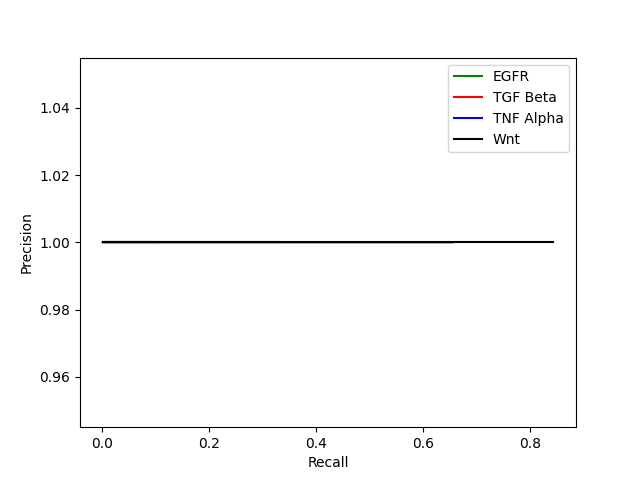 EGFR
TGF Beta
TNF Alpha
Wnt
1.04
1.02
1.00
0.98
0.96
Precision
0.0 0.2 0.4 0.6 0.8
Recall